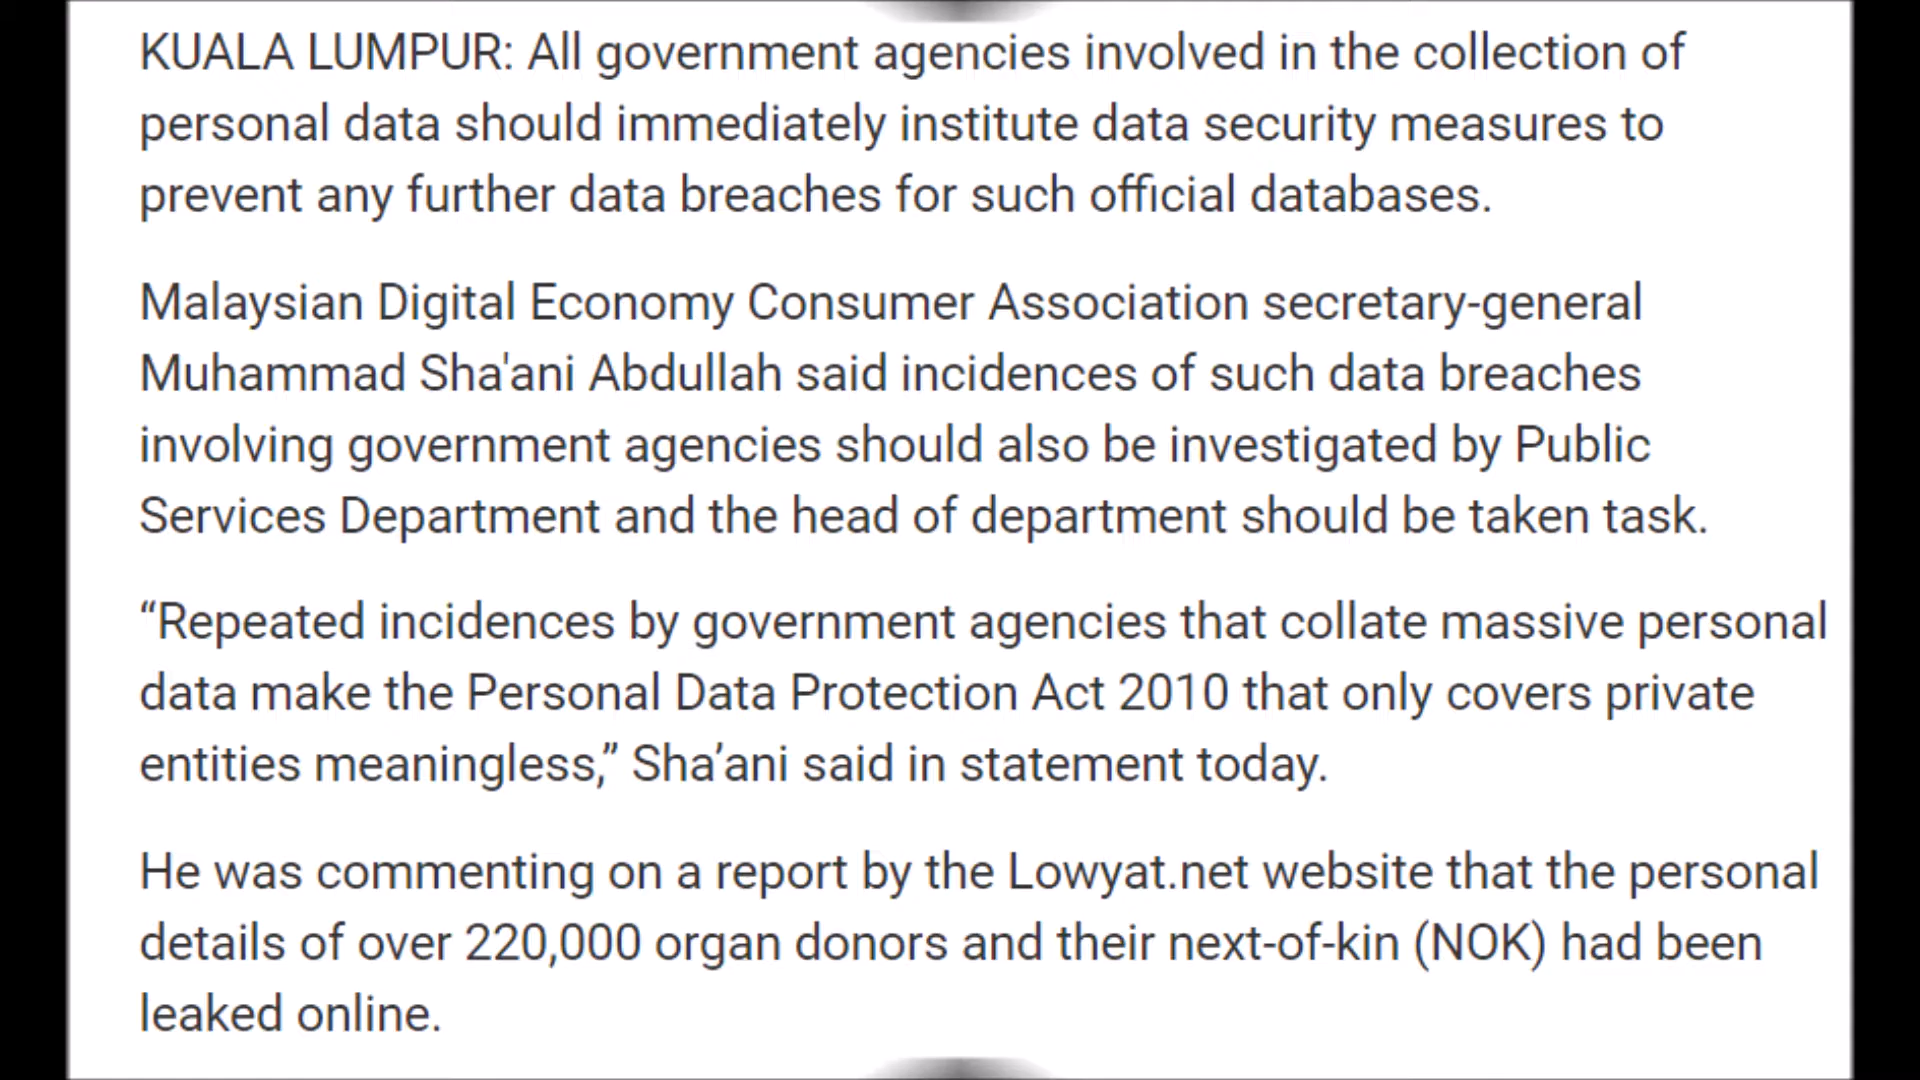 KUALA LUMPUR: All government agencies involved in the collection of
personal data should immediately institute data security measures to
prevent any further data breaches for such official databases.
Malaysian Digital Economy Consumer Association secretary-general
Muhammad Sha'ani Abdullah said incidences of such data breaches
involving government agencies should also be investigated by Public
Services Department and the head of department should be taken task.
“Repeated incidences by government agencies that collate massive personal
data make the Personal Data Protection Act 2010 that only covers private
entities meaningless,” Sha’ani said in statement today.
He was commenting on a report by the Lowyat.net website that the personal
details of over 220,000 organ donors and their next-of-kin (NOK) had been
leaked online.